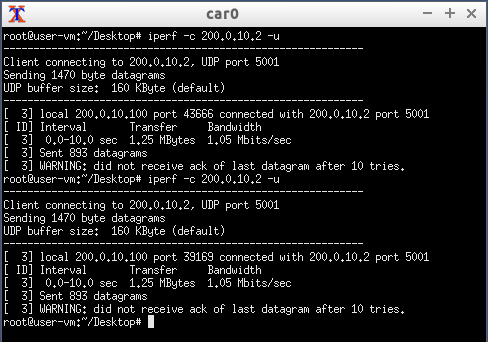 car0
root@user-vm:~/Desktop# iperf -c 200.0.10.2 -u
------------------------------------------------------------
Client connecting to 200.0.10.2, UDP port 5001
Sending 1470 byte datagrams
UDP buffer size:  160 KByte (default)
------------------------------------------------------------
[  3] local 200.0.10.100 port 43666 connected with 200.0.10.2 port 5001
[ ID] Interval       Transfer     Bandwidth
[  3]  0.0-10.0 sec  1.25 MBytes  1.05 Mbits/sec
[  3] Sent 893 datagrams
[  3] WARNING: did not receive ack of last datagram after 10 tries.
root@user-vm:~/Desktop# iperf -c 200.0.10.2 -u
------------------------------------------------------------
Client connecting to 200.0.10.2, UDP port 5001
Sending 1470 byte datagrams
UDP buffer size:  160 KByte (default)
------------------------------------------------------------
[  3] local 200.0.10.100 port 39169 connected with 200.0.10.2 port 5001
[ ID] Interval       Transfer     Bandwidth
[  3]  0.0-10.0 sec  1.25 MBytes  1.05 Mbits/sec
[  3] Sent 893 datagrams
[  3] WARNING: did not receive ack of last datagram after 10 tries.
root@user-vm:~/Desktop#